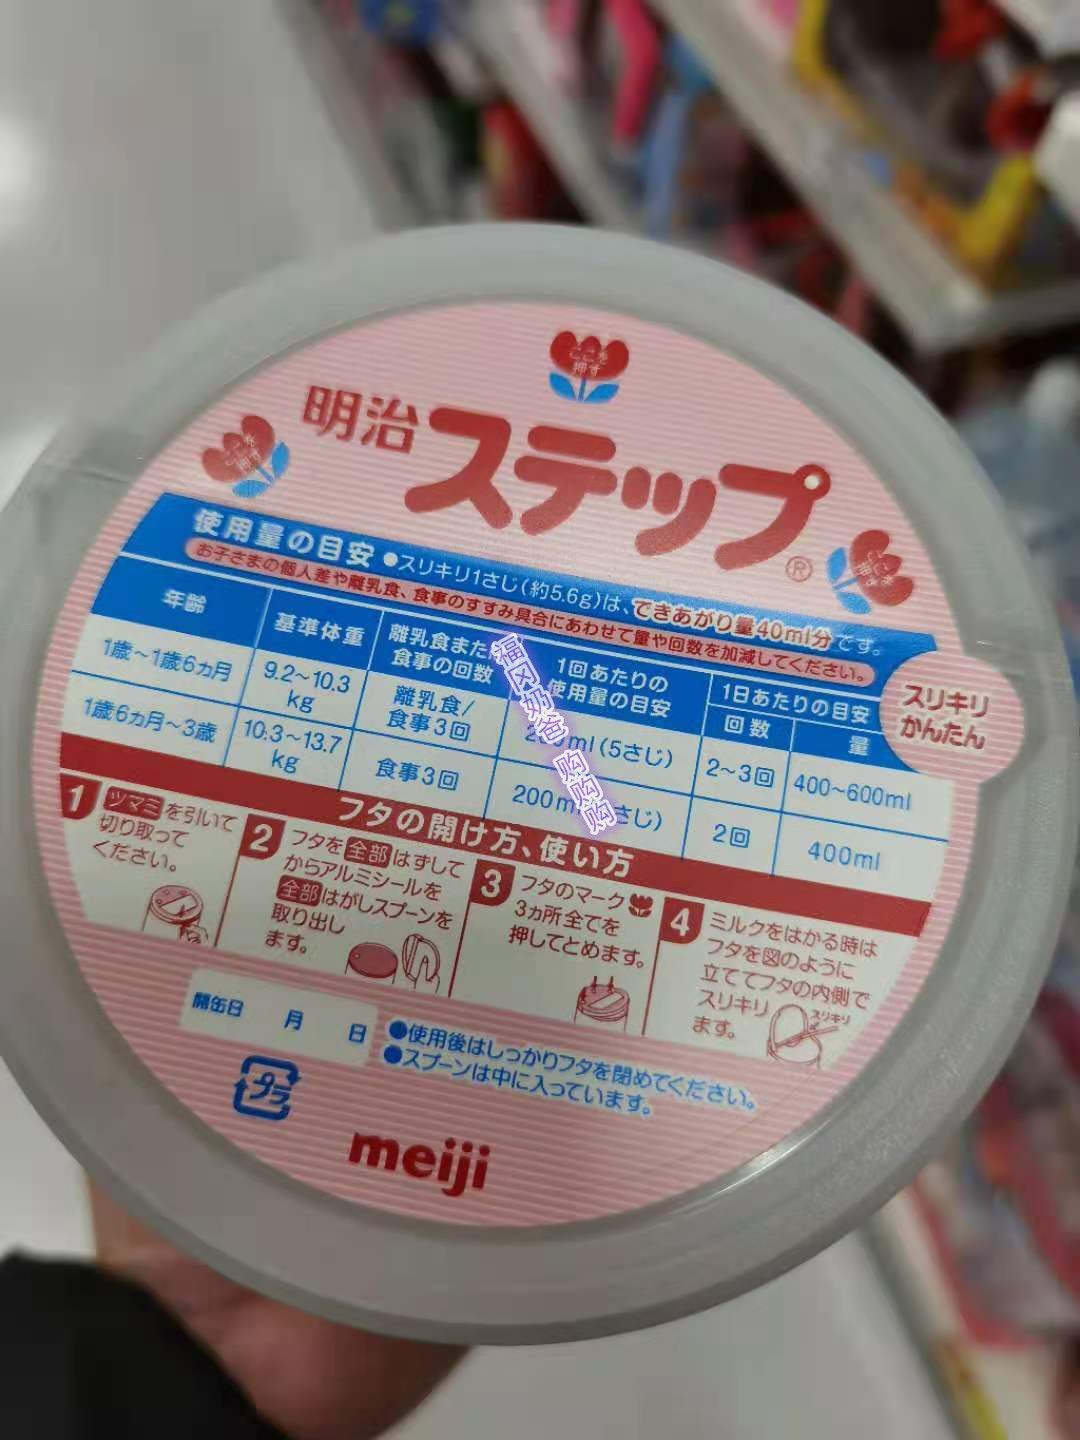 ここを
押す
ここを
押す
ここを
押す
明治
ステップ®
使用量の目安 ●スリキリ1さじ(約5.6g)は、できあがり量40ml分です。
お子さまの個人差や離乳食、食事のすすみ具合にあわせて量や回数を加減してください。
スリキリ
かんたん
年齢
基準体重
離乳食また
食事の回数
1回あたりの
使用量の目安
1日あたりの目安
回数
量
1歳~1歳6カ月
9.2~10.3
kg
離乳食/
食事3回
ml(5さじ)
2~3回
400~600ml
1歳6カ月~3歳
10.3~13.7
kg
食事3回
200m
さじ)
2回
400ml
福冈奶爸 购购购
フタの開け方、使い方
1 ツマミを引いて
切り取って
ください。
2 フタを全部はずして
からアルミシールを
全部はがしスプーンを
取り出し
ます。
3 フタのマーク
3カ所全てを
押してとめます。
4 ミルクをはかる時は
フタを図のように
立ててフタの内側で
スリキリ
ます。
スリキリ
開缶日 月 日
●使用後はしっかりフタを閉めてください。
●スプーンは中に入っています。
プラ
meiji